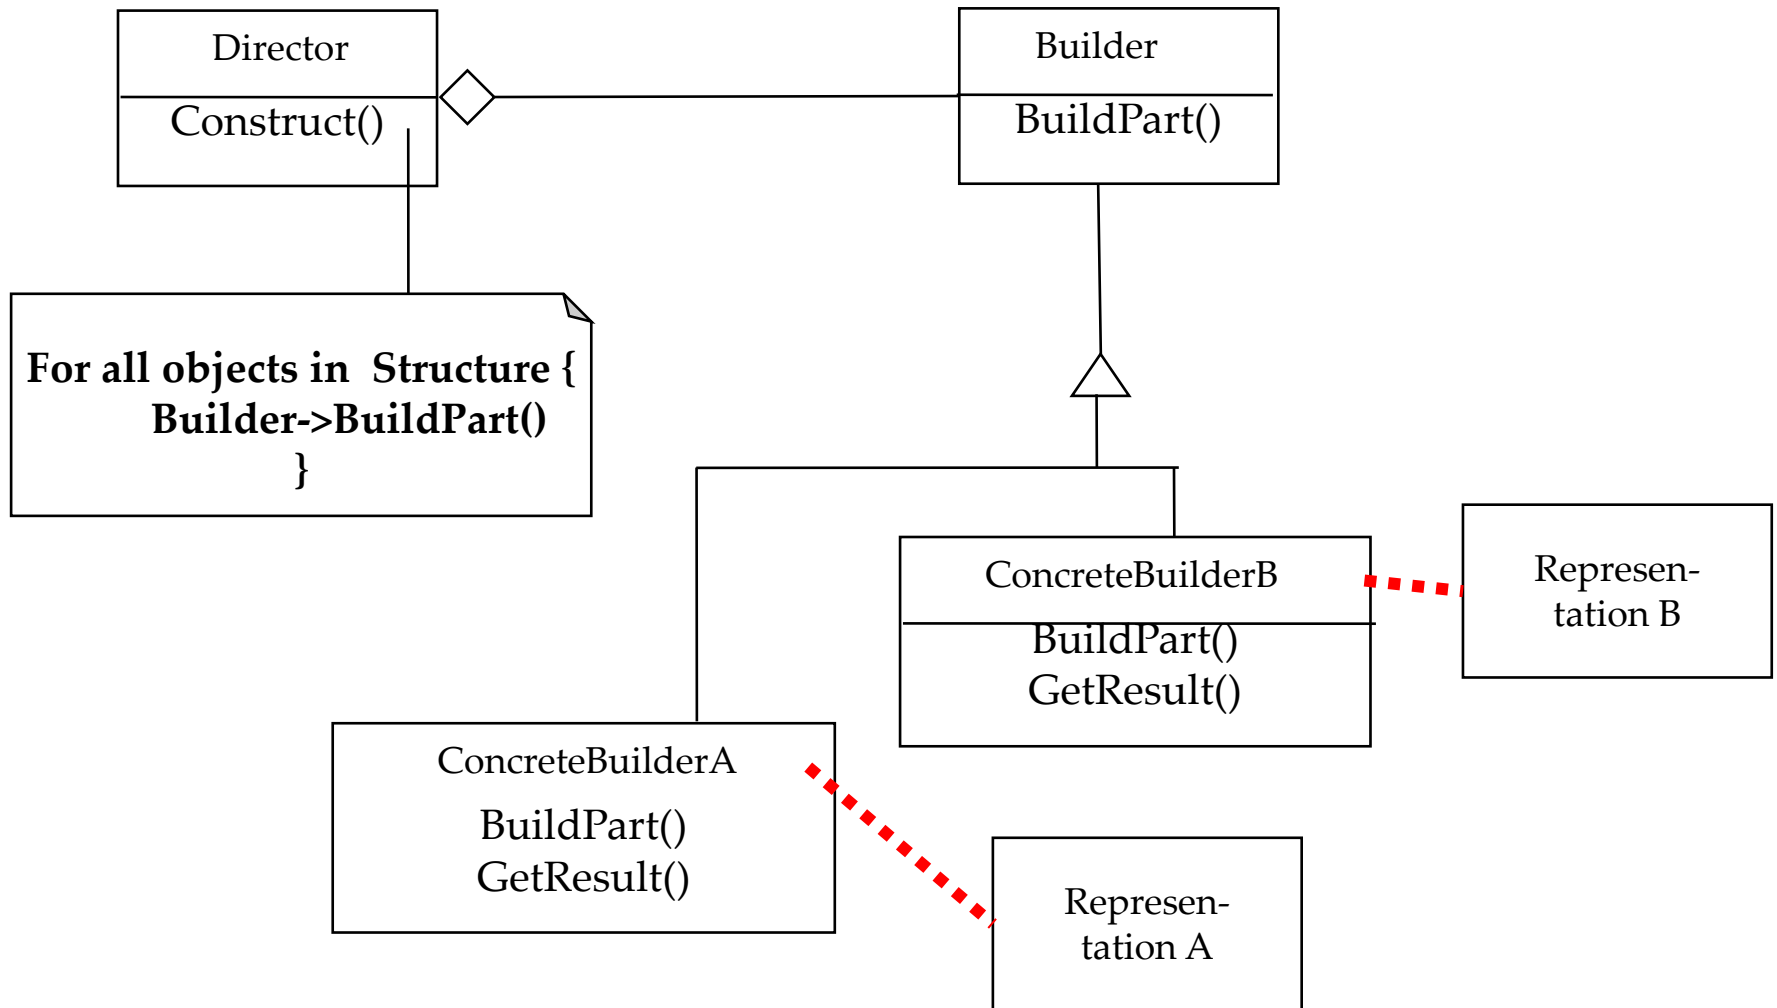 Director
Construct()
Builder
BuildPart()
For all objects in  Structure {
Builder->BuildPart()
}
ConcreteBuilderB
BuildPart()
GetResult()
Represen-
tation B
ConcreteBuilderA
BuildPart()
GetResult()
Represen-
tation A